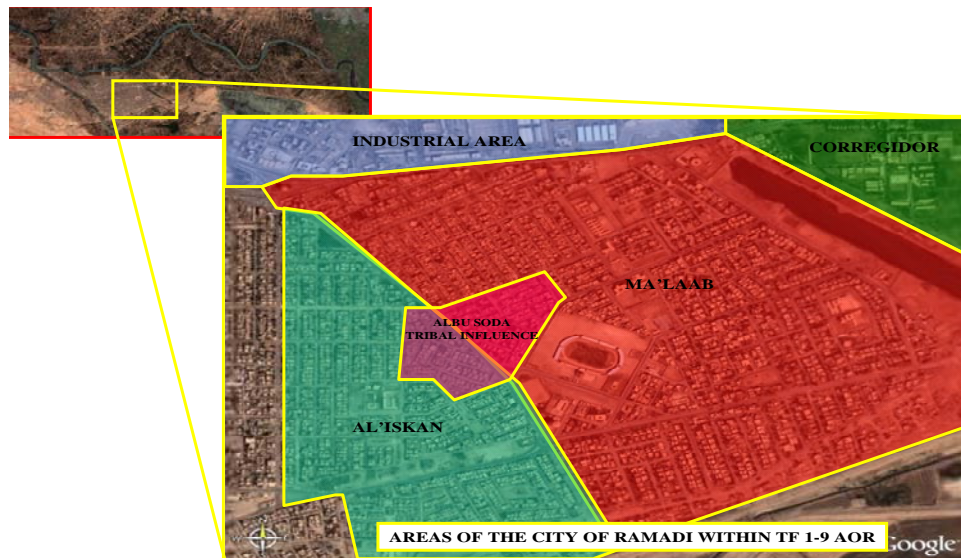 INDUSTRIAL AREA
CORREGIDOR
MA'LAAB
ALBU SODA
TRIBAL INFLUENCE
AL'ISKAN
AREAS OF THE CITY OF RAMADI WITHIN TF 1-9 AOR
Google